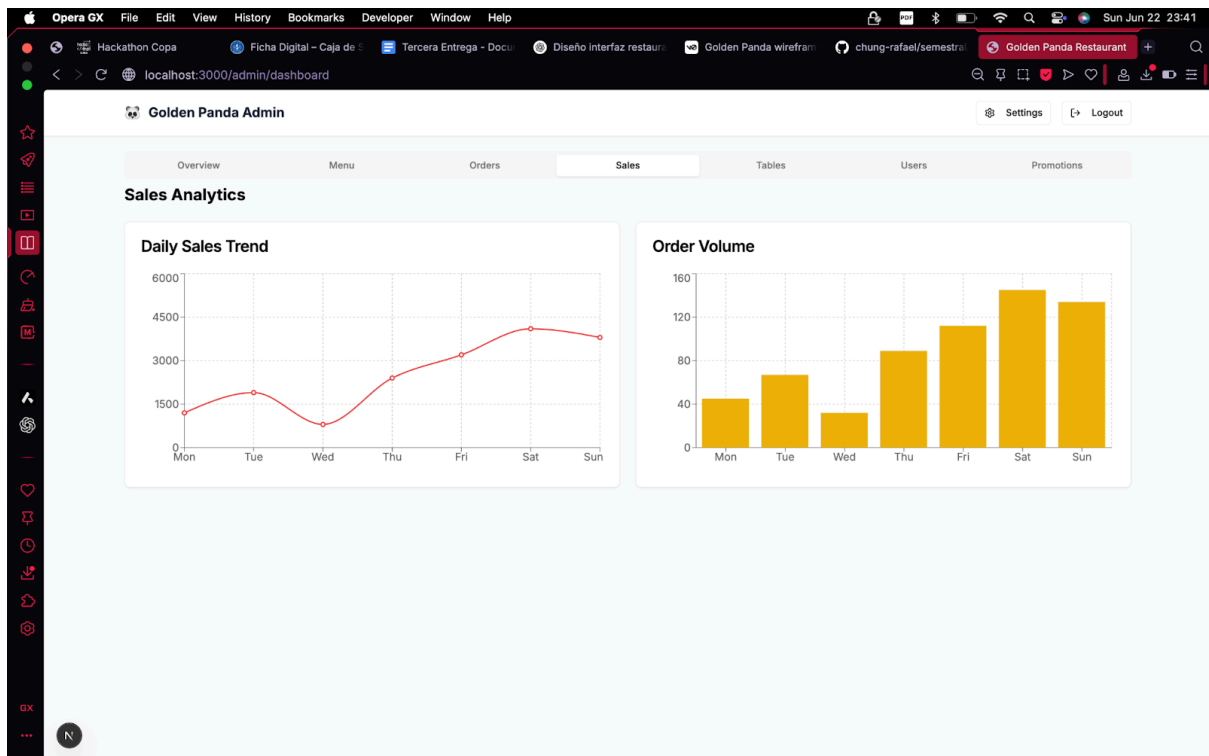 Opera GX File Edit View History Bookmarks Developer Window Help PDF Sun Jun 22 23:41
Hackathon Copa Ficha Digital – Caja de S Tercera Entrega - Docu Diseño interfaz restaura v0 Golden Panda wirefram chung-rafael/semestral Golden Panda Restaurant
localhost:3000/admin/dashboard
Golden Panda Admin Settings Logout
Overview Menu Orders Sales Tables Users Promotions
Sales Analytics
Daily Sales Trend
6000
4500
3000
1500
0
Mon Tue Wed Thu Fri Sat Sun
Order Volume
160
120
80
40
0
Mon Tue Wed Thu Fri Sat Sun
M
GX
N